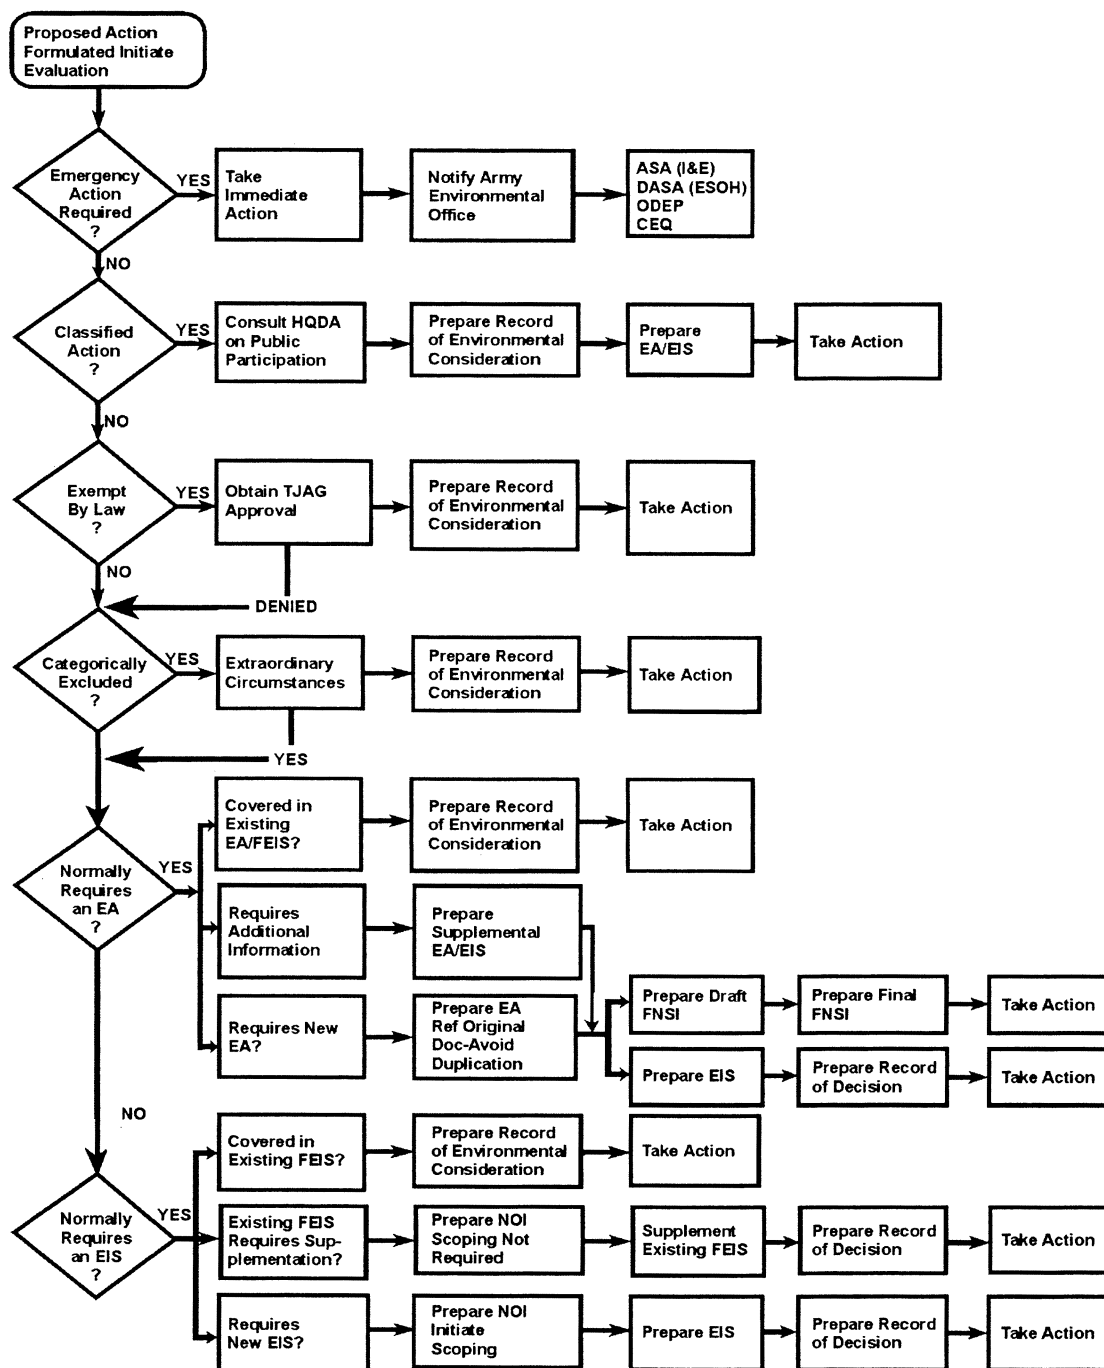 Proposed Action
Formulated Initiate
Evaluation
Emergency
Action
Required
?
YES
Take
Immediate
Action
Notify Army
Environmental
Office
ASA (I&E)
DASA (ESOH)
ODEP
CEQ
NO
Classified
Action
?
YES
Consult HQDA
on Public
Participation
Prepare Record
of Environmental
Consideration
Prepare
EA/EIS
Take Action
NO
Exempt
By Law
?
YES
Obtain TJAG
Approval
Prepare Record
of Environmental
Consideration
Take Action
NO
DENIED
Categorically
Excluded
?
YES
Extraordinary
Circumstances
Prepare Record
of Environmental
Consideration
Take Action
YES
Normally
Requires
an EA
?
YES
Covered in
Existing
EA/FEIS?
Prepare Record
of Environmental
Consideration
Take Action
Requires
Additional
Information
Prepare
Supplemental
EA/EIS
Requires New
EA?
Prepare EA
Ref Original
Doc-Avoid
Duplication
Prepare Draft
FNSI
Prepare Final
FNSI
Take Action
Prepare EIS
Prepare Record
of Decision
Take Action
NO
Normally
Requires
an EIS
?
YES
Covered in
Existing FEIS?
Prepare Record
of Environmental
Consideration
Take Action
Existing FEIS
Requires Sup-
plementation?
Prepare NOI
Scoping Not
Required
Supplement
Existing FEIS
Prepare Record
of Decision
Take Action
Requires
New EIS?
Prepare NOI
Initiate
Scoping
Prepare EIS
Prepare Record
of Decision
Take Action